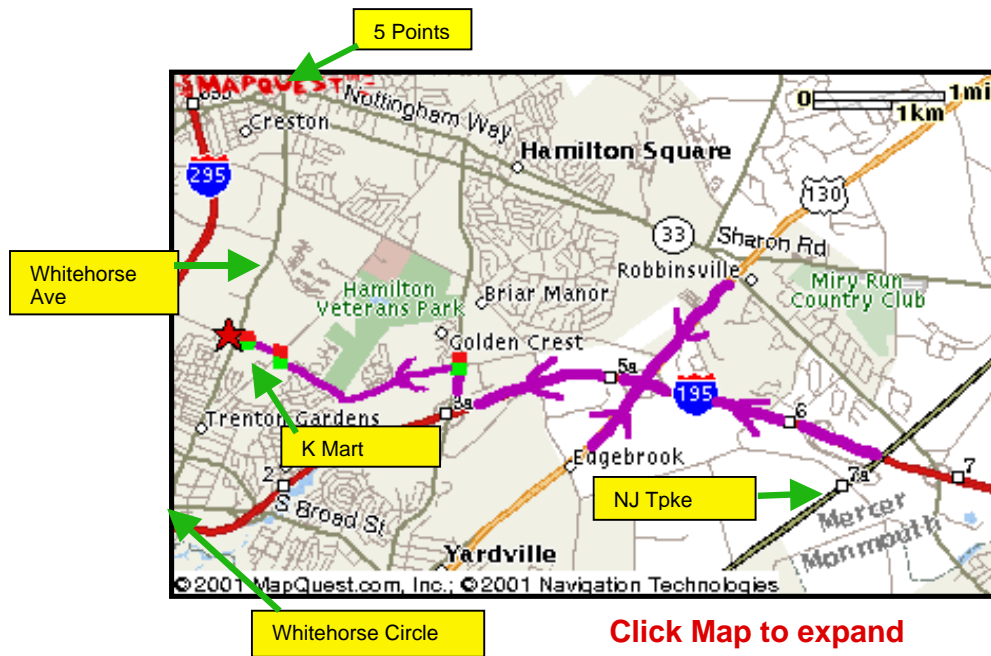 5 Points
MAPQUEST
Nottingham Way
0 1mi
1km
Creston
Hamilton Square
295
130
33
Sharon Rd
Whitehorse
Ave
Robbinsville
Miry Run
Country Club
Hamilton
Veterans Park
Briar Manor
Golden Crest
5a
195
3a
6
Trenton Gardens
K Mart
Edgebrook
7
2
7a
NJ Tpke
S Broad St
Mercer
Monmouth
Yardville
©2001 MapQuest.com, Inc.; ©2001 Navigation Technologies
Whitehorse Circle
Click Map to expand